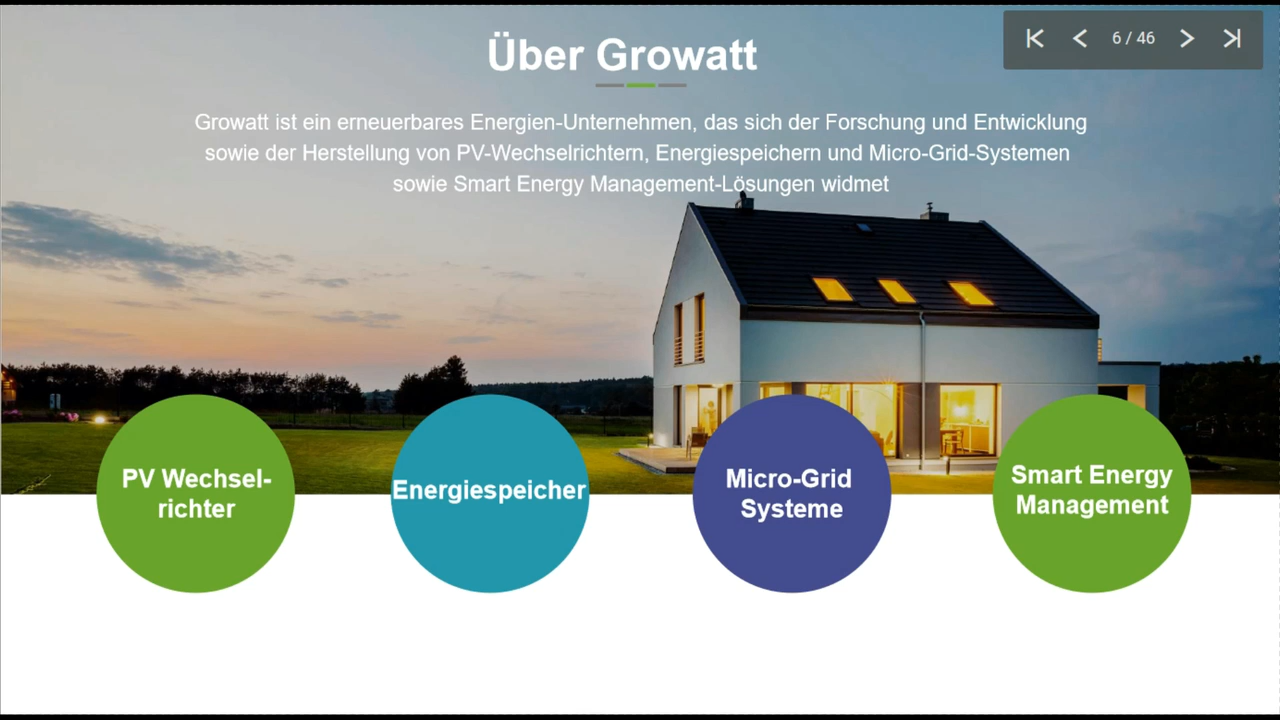 Über Growatt
6 / 46
Growatt ist ein erneuerbares Energien-Unternehmen, das sich der Forschung und Entwicklung
sowie der Herstellung von PV-Wechselrichtern, Energiespeichern und Micro-Grid-Systemen
sowie Smart Energy Management-Lösungen widmet
PV Wechsel-
richter
Energiespeicher
Micro-Grid
Systeme
Smart Energy
Management